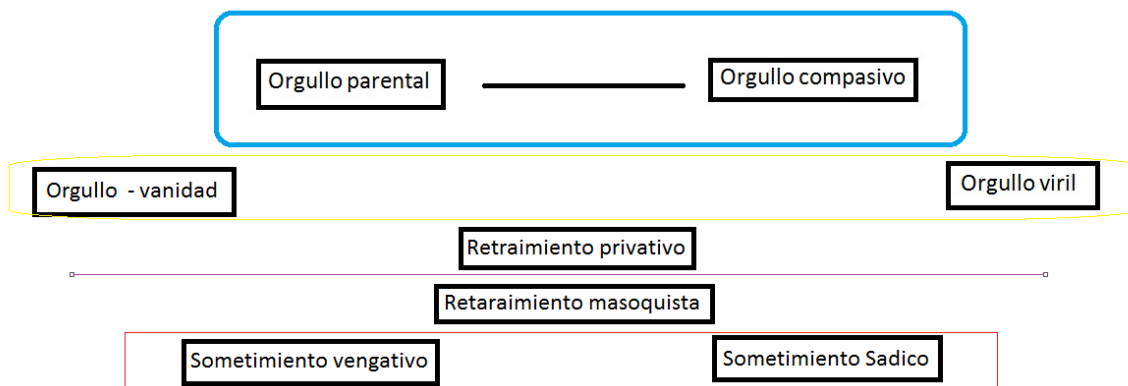 Orgullo parental
Orgullo compasivo
Orgullo - vanidad
Orgullo viril
Retraimiento privativo
Retaraimiento masoquista
Sometimiento vengativo
Sometimiento Sadico